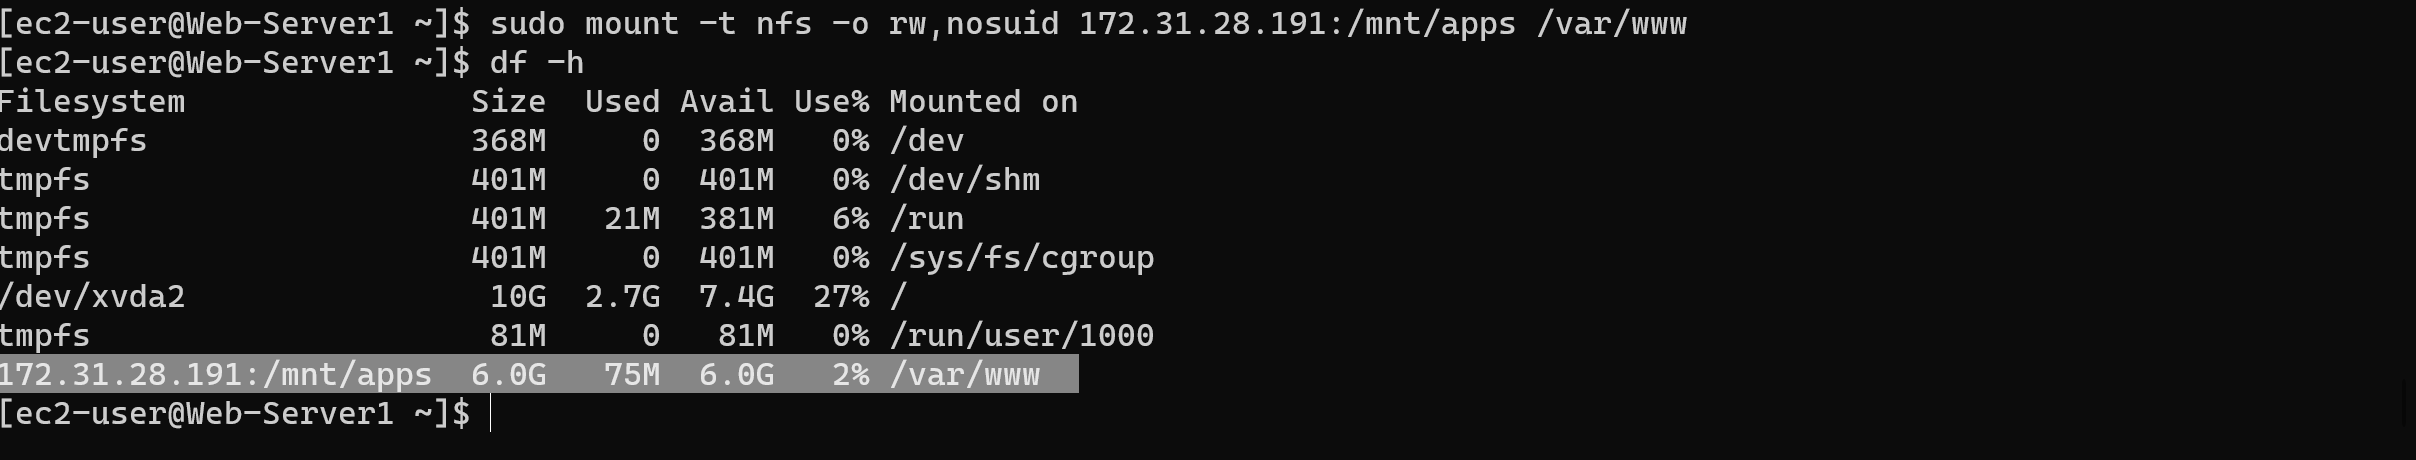 [ec2-user@Web-Server1 ~]$ sudo mount -t nfs -o rw,nosuid 172.31.28.191:/mnt/apps /var/www
[ec2-user@Web-Server1 ~]$ df -h
Filesystem               Size  Used Avail Use% Mounted on
devtmpfs                 368M     0  368M   0% /dev
tmpfs                    401M     0  401M   0% /dev/shm
tmpfs                    401M   21M  381M   6% /run
tmpfs                    401M     0  401M   0% /sys/fs/cgroup
/dev/xvda2                10G  2.7G  7.4G  27% /
tmpfs                     81M     0   81M   0% /run/user/1000
172.31.28.191:/mnt/apps  6.0G   75M  6.0G   2% /var/www
[ec2-user@Web-Server1 ~]$